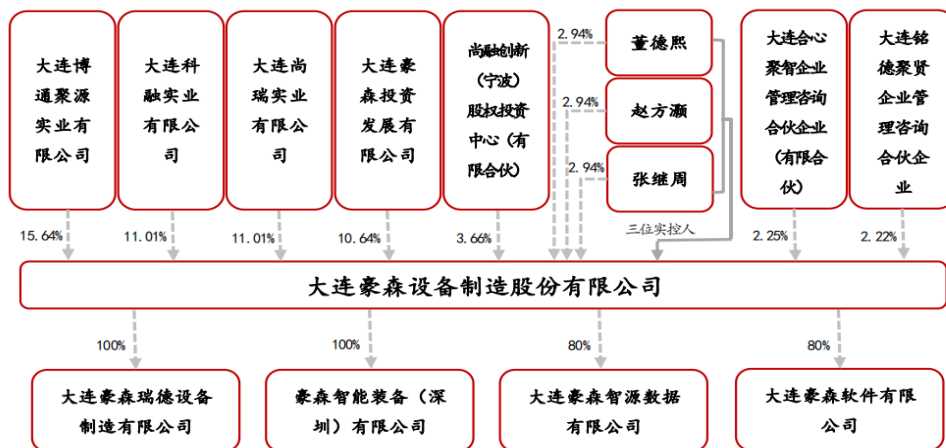 大连博
通聚源
实业有
限公司
大连科
融实业
有限公
司
大连尚
瑞实业
有限公
司
大连豪
森投资
发展有
限公司
尚融创新
（宁波）
股权投资
中心（有
限合伙）
董德熙
赵方灏
张继周
大连合心
聚智企业
管理咨询
合伙企业
（有限合
伙）
大连铭
德聚贤
企业管
理咨询
合伙企
业
2.94%
2.94%
2.94%
三位实控人
15.64%
11.01%
11.01%
10.64%
3.66%
2.25%
2.22%
大连豪森设备制造股份有限公司
100%
100%
80%
80%
大连豪森瑞德设备
制造有限公司
豪森智能装备（深
圳）有限公司
大连豪森智源数据
有限公司
大连豪森软件有限
公司